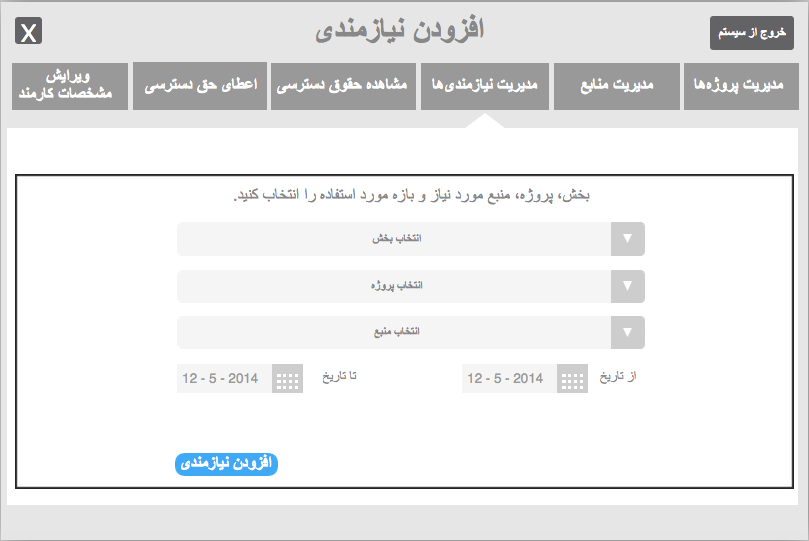 خروج از سیستم
افزودن نیازمندی
X
مدیریت پروژه‌ها
مدیریت منابع
مدیریت نیازمندی‌ها
مشاهده حقوق دسترسی
اعطای حق دسترسی
ویرایش
مشخصات کارمند
بخش، پروژه، منبع مورد نیاز و بازه مورد استفاده را انتخاب کنید.
انتخاب بخش
انتخاب پروژه
انتخاب منبع
از تاریخ
12 - 5 - 2014
تا تاریخ
12 - 5 - 2014
افزودن نیازمندی